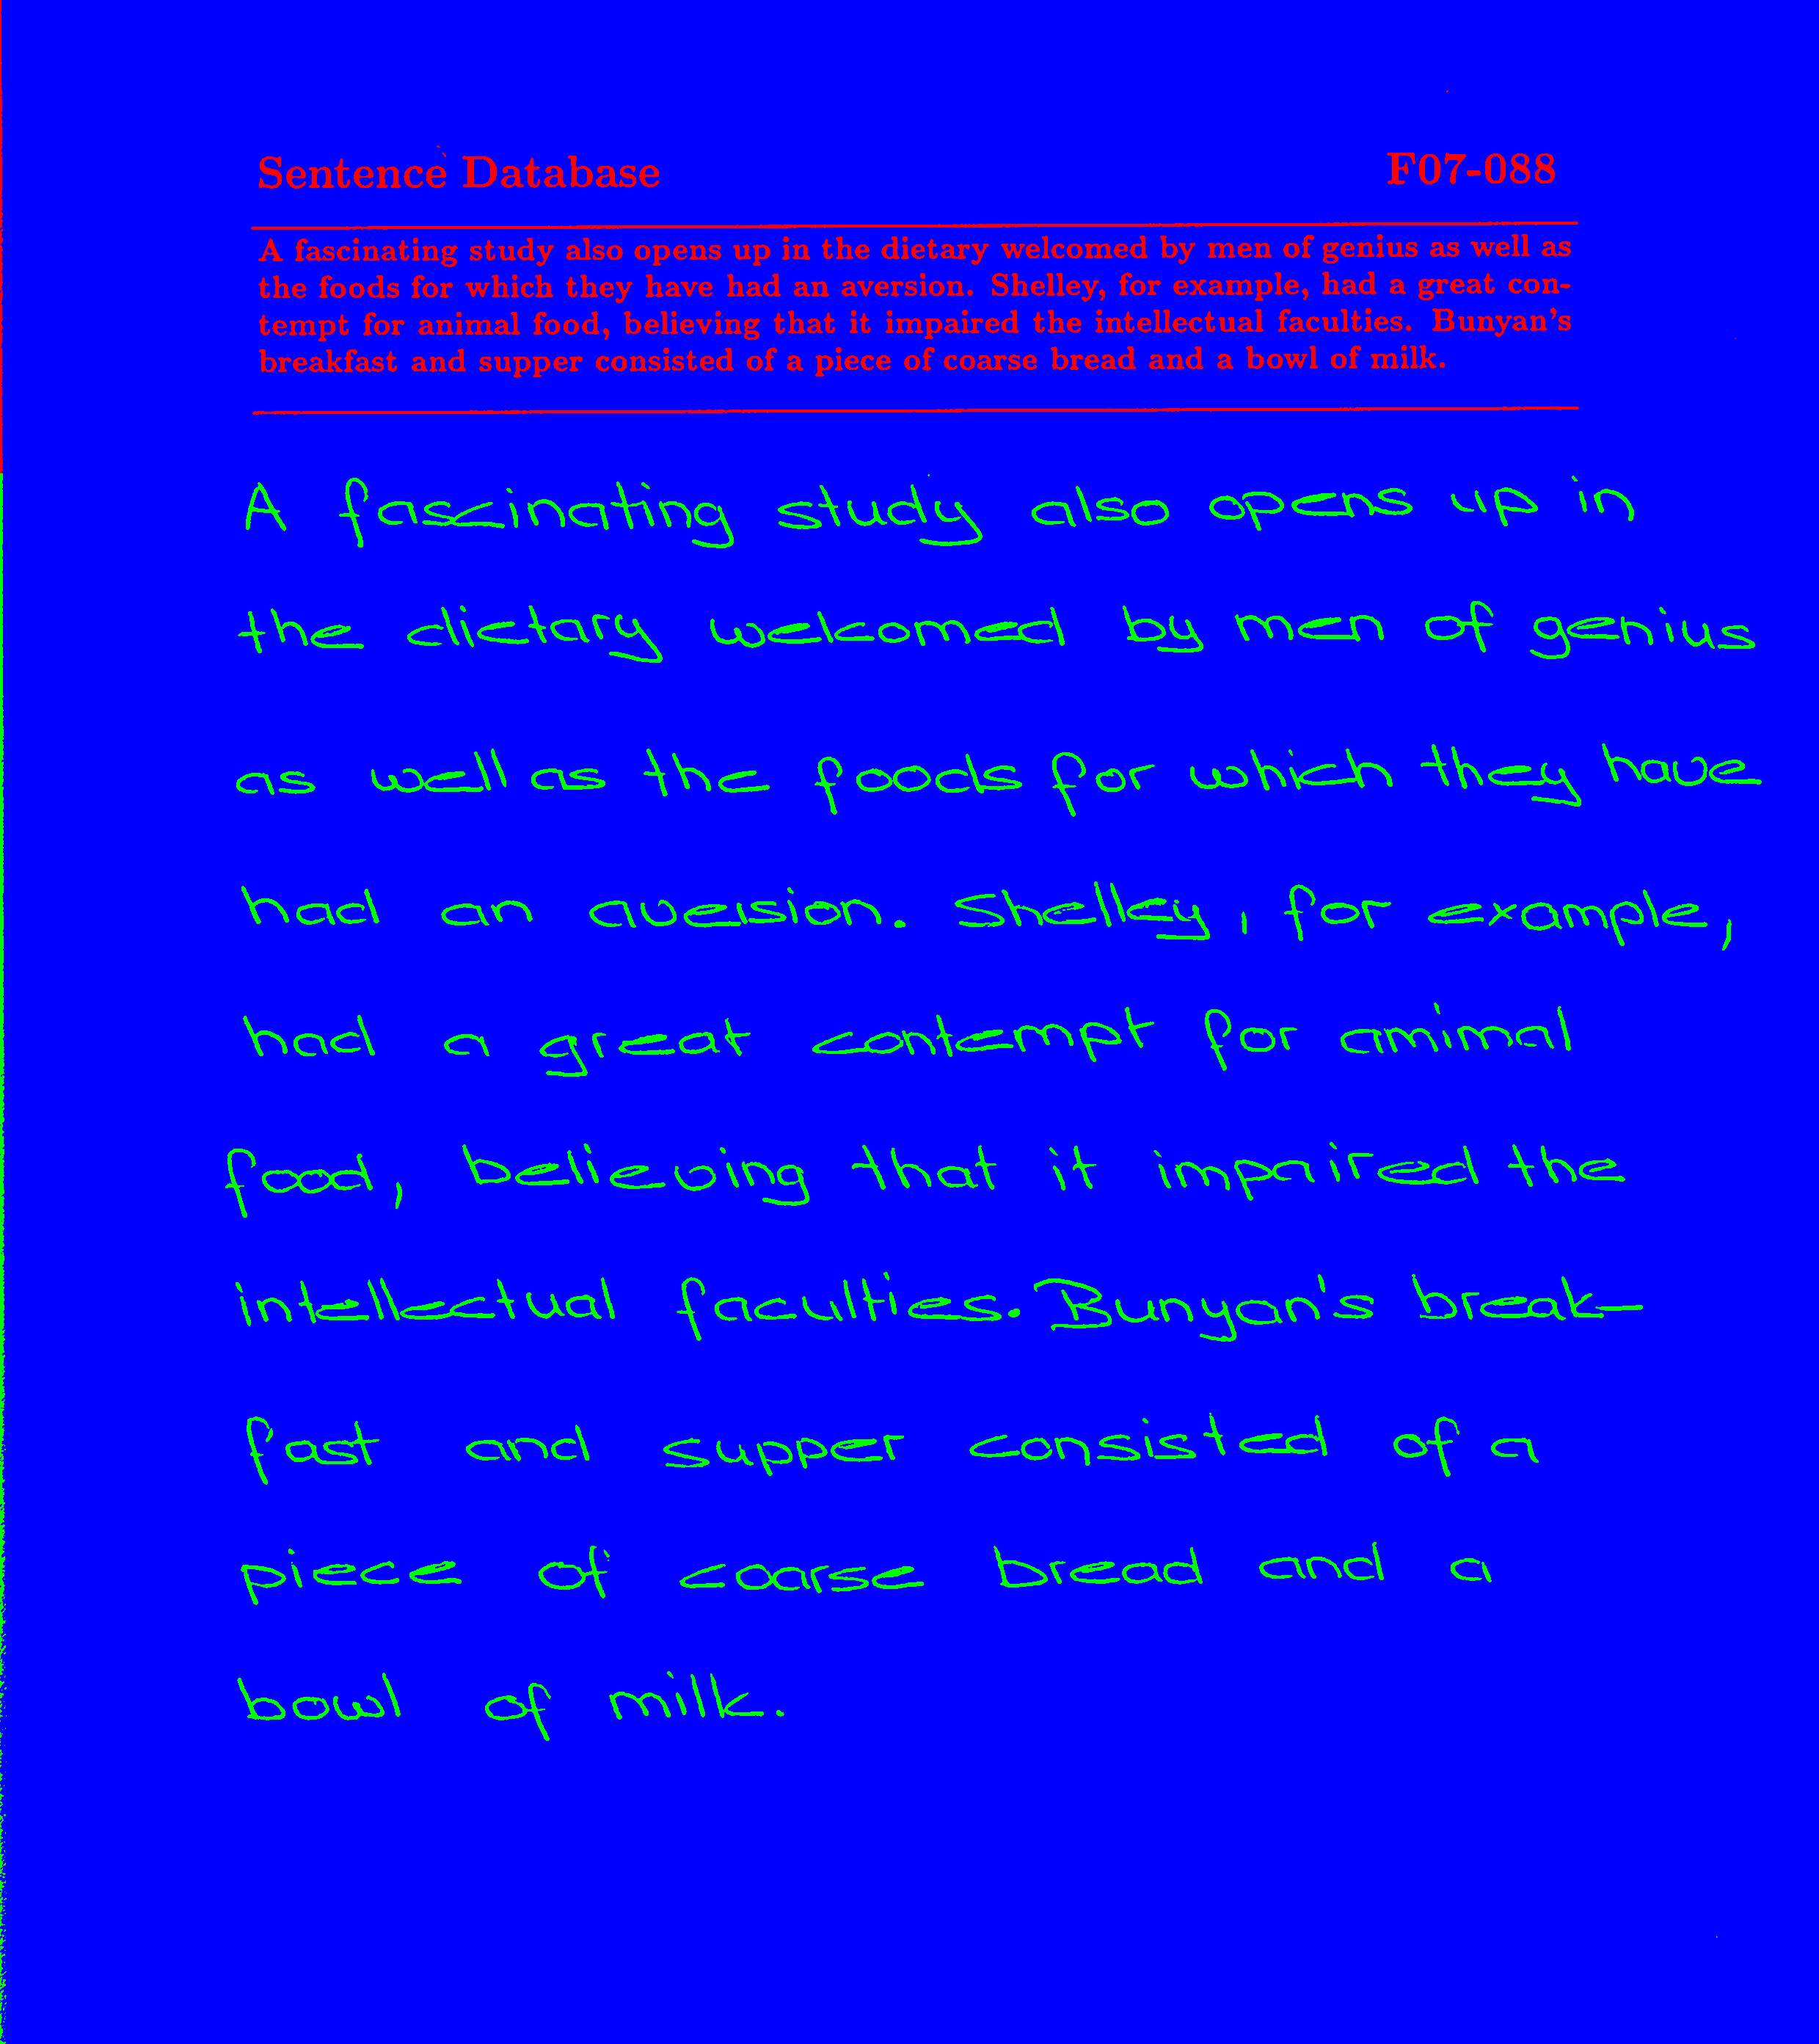 Sentence Database F07-088
A fascinating study also opens up in the dietary welcomed by men of genius as well as
the foods for which they have had an aversion. Shelley, for example, had a great con-
tempt for animal food, believing that it impaired the intellectual faculties. Bunyan's
breakfast and supper consisted of a piece of coarse bread and a bowl of milk.
A fascinating study also opens up in
the dietary welcomed by men of genius
as well as the foods for which they have
had an aversion. Shelley, for example,
had a great contempt for animal
food, believing that it impaired the
intellectual faculties. Bunyan's break-
fast and supper consisted of a
piece of coarse bread and a
bowl of milk.